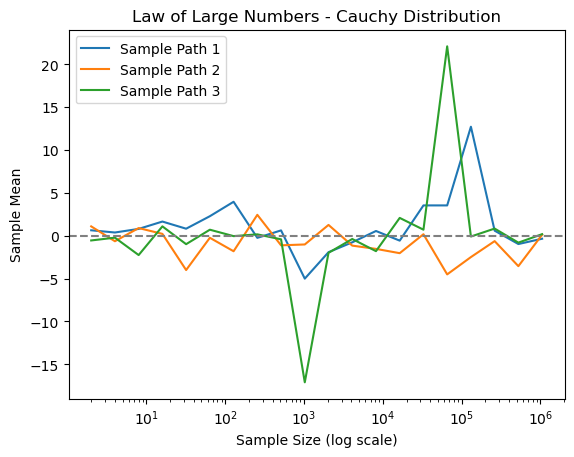 Law of Large Numbers - Cauchy Distribution
Sample Path 1
Sample Path 2
Sample Path 3
20
15
10
5
0
−5
−10
−15
Sample Mean
10¹ 10² 10³ 10⁴ 10⁵ 10⁶
Sample Size (log scale)